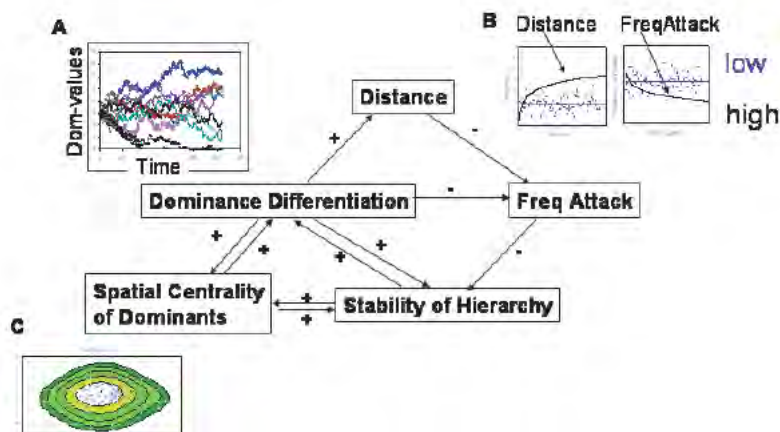 A
Dom-values
Time
B
Distance
FreqAttack
low
high
Distance
+
-
Dominance Differentiation
-
Freq Attack
+
+
+
+
-
Spatial Centrality
of Dominants
+
+
Stability of Hierarchy
C